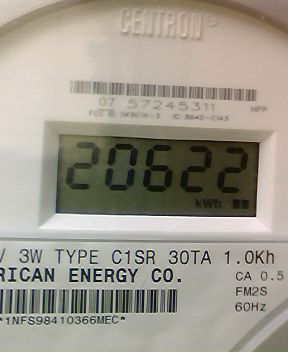 CENTRON®
07 57245311 HPP
20622
kWh
V 3W TYPE C1SR 30TA 1.0Kh
RICAN ENERGY CO.
CA 0.5
FM2S
60Hz
*1NFS98410366MEC*